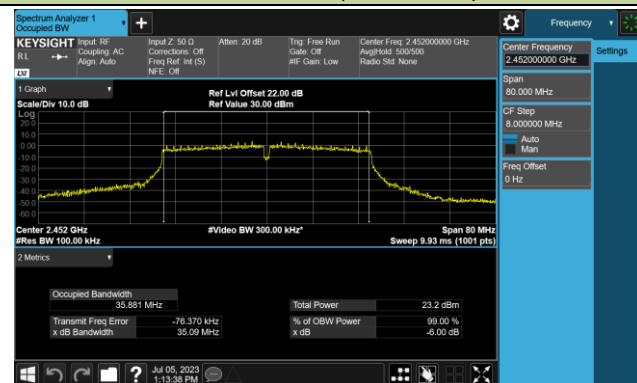 Spectrum Analyzer 1
Occupied BW
Frequency
KEYSIGHT
RL
LXI
Input: RF
Coupling: AC
Align: Auto
Input Z: 50 Ω
Corrections: Off
Freq Ref: Int (S)
NFE: Off
Atten: 20 dB
Trig: Free Run
Gate: Off
#IF Gain: Low
Center Freq: 2.452000000 GHz
Avg|Hold: 500/500
Radio Std: None
Center Frequency
2.452000000 GHz
Settings
Span
80.000 MHz
CF Step
8.000000 MHz
Auto
Man
Freq Offset
0 Hz
1 Graph
Scale/Div 10.0 dB
Ref Lvl Offset 22.00 dB
Ref Value 30.00 dBm
Log
20.0
10.0
0.00
-10.0
-20.0
-30.0
-40.0
-50.0
-60.0
Center 2.452 GHz
#Res BW 100.00 kHz
#Video BW 300.00 kHz*
Span 80 MHz
Sweep 9.93 ms (1001 pts)
2 Metrics
Occupied Bandwidth
35.881 MHz
Total Power 23.2 dBm
Transmit Freq Error -76.370 kHz
% of OBW Power 99.00 %
x dB Bandwidth 35.09 MHz
x dB -6.00 dB
?
Jul 05, 2023
1:13:38 PM